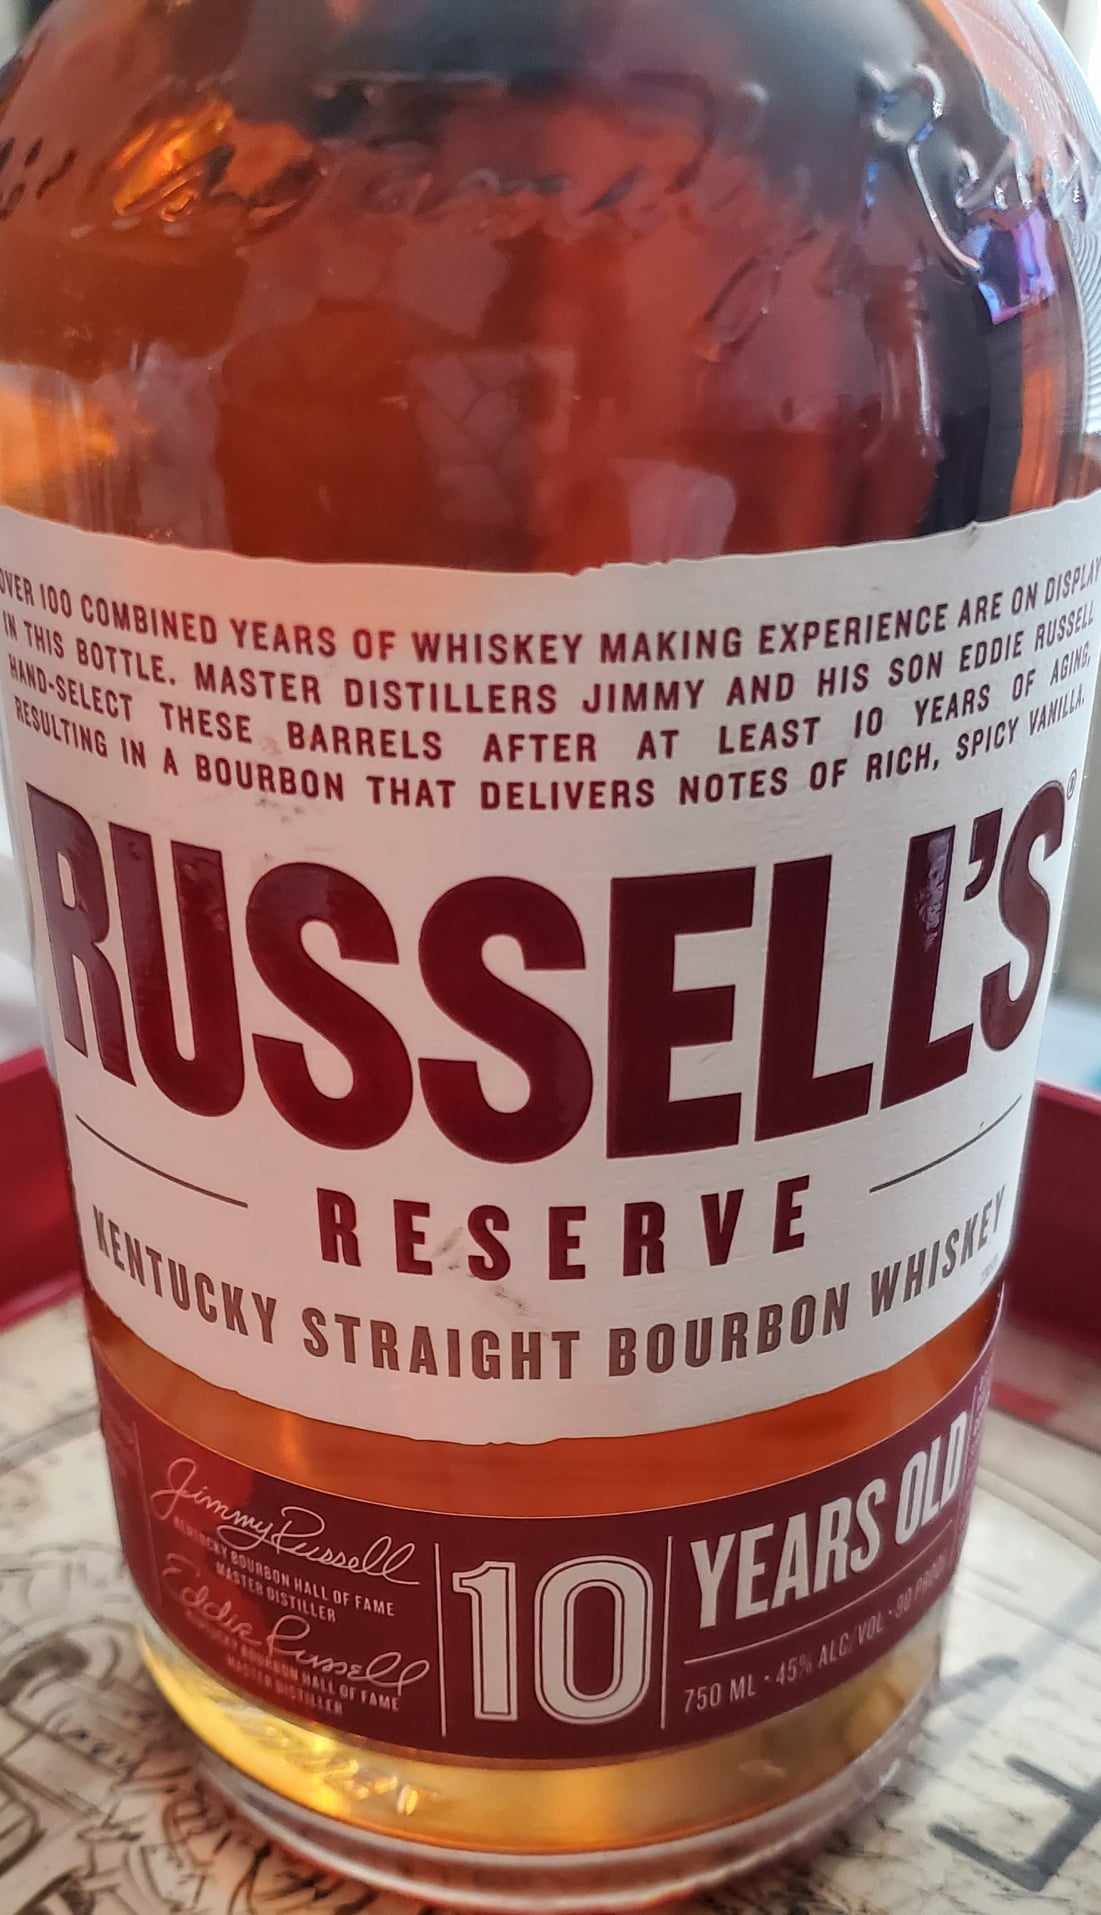 OVER 100 COMBINED YEARS OF WHISKEY MAKING EXPERIENCE ARE ON DISPLAY
IN THIS BOTTLE. MASTER DISTILLERS JIMMY AND HIS SON EDDIE RUSSELL
HAND-SELECT THESE BARRELS AFTER AT LEAST 10 YEARS OF AGING,
RESULTING IN A BOURBON THAT DELIVERS NOTES OF RICH, SPICY VANILLA.
RUSSELL'S®
RESERVE
KENTUCKY STRAIGHT BOURBON WHISKEY
Jimmy Russell
KENTUCKY BOURBON HALL OF FAME
MASTER DISTILLER
Eddie Russell
KENTUCKY BOURBON HALL OF FAME
MASTER DISTILLER
10
YEARS OLD
750 ML · 45% ALC/VOL · 90 PROOF